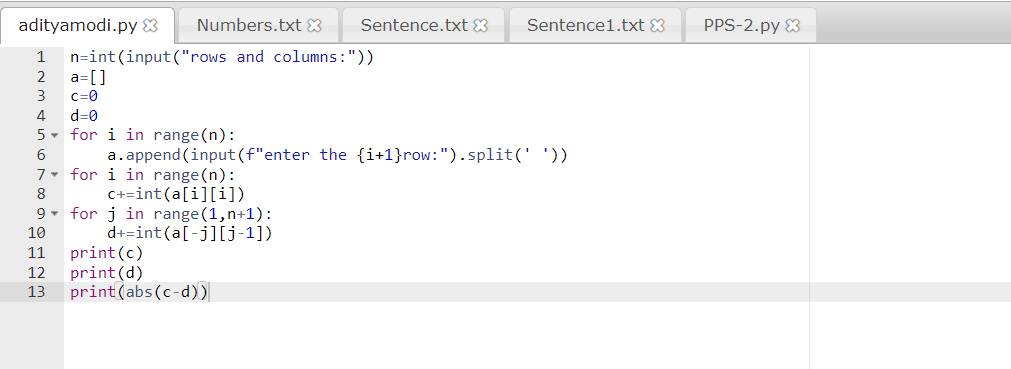 adityamodi.py Numbers.txt Sentence.txt Sentence1.txt PPS-2.py
1 n=int(input("rows and columns:"))
2 a=[]
3 c=0
4 d=0
5 for i in range(n):
6     a.append(input(f"enter the {i+1}row:").split(' '))
7 for i in range(n):
8     c+=int(a[i][i])
9 for j in range(1,n+1):
10     d+=int(a[-j][j-1])
11 print(c)
12 print(d)
13 print(abs(c-d))